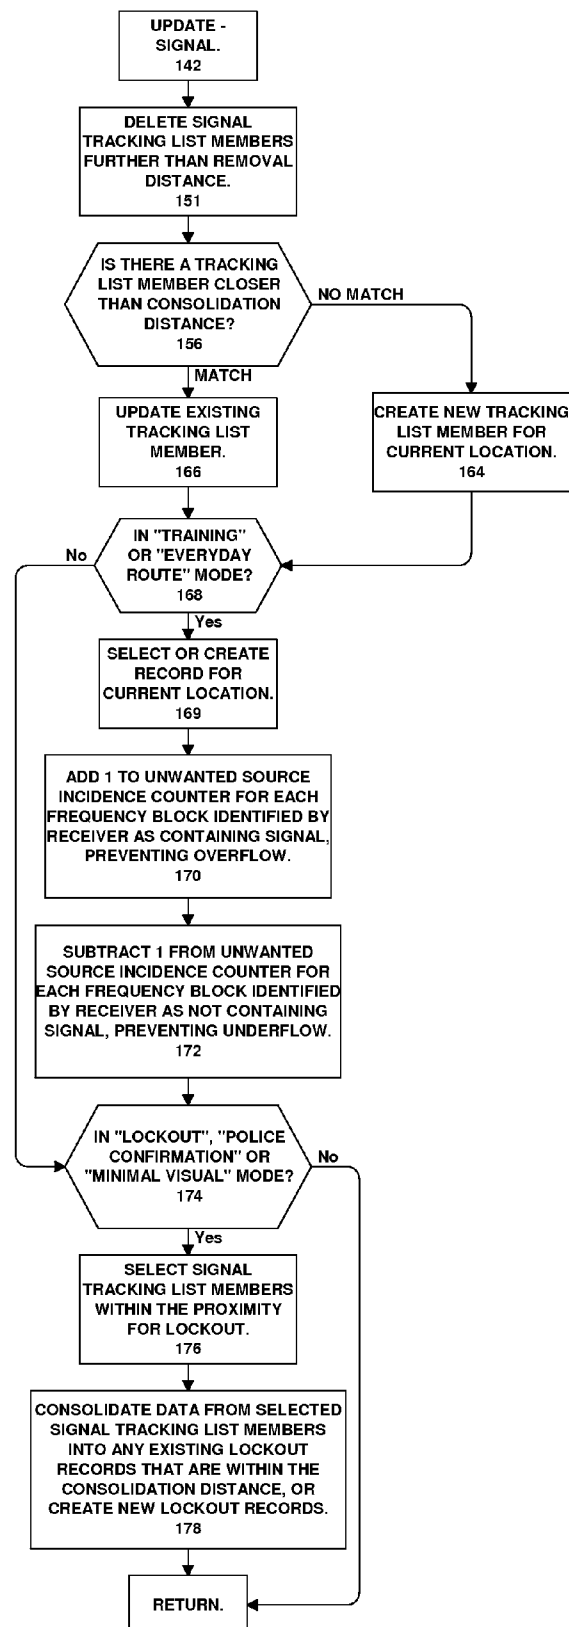 UPDATE -
SIGNAL.
142
DELETE SIGNAL
TRACKING LIST MEMBERS
FURTHER THAN REMOVAL
DISTANCE.
151
IS THERE A TRACKING
LIST MEMBER CLOSER
THAN CONSOLIDATION
DISTANCE?
156
NO MATCH
MATCH
UPDATE EXISTING
TRACKING LIST
MEMBER.
166
CREATE NEW TRACKING
LIST MEMBER FOR
CURRENT LOCATION.
164
IN "TRAINING"
OR "EVERYDAY
ROUTE" MODE?
168
No
Yes
SELECT OR CREATE
RECORD FOR
CURRENT LOCATION.
169
ADD 1 TO UNWANTED SOURCE
INCIDENCE COUNTER FOR EACH
FREQUENCY BLOCK IDENTIFIED BY
RECEIVER AS CONTAINING SIGNAL,
PREVENTING OVERFLOW.
170
SUBTRACT 1 FROM UNWANTED
SOURCE INCIDENCE COUNTER FOR
EACH FREQUENCY BLOCK IDENTIFIED
BY RECEIVER AS NOT CONTAINING
SIGNAL, PREVENTING UNDERFLOW.
172
IN "LOCKOUT", "POLICE
CONFIRMATION" OR
"MINIMAL VISUAL" MODE?
174
No
Yes
SELECT SIGNAL
TRACKING LIST MEMBERS
WITHIN THE PROXIMITY
FOR LOCKOUT.
176
CONSOLIDATE DATA FROM SELECTED
SIGNAL TRACKING LIST MEMBERS
INTO ANY EXISTING LOCKOUT
RECORDS THAT ARE WITHIN THE
CONSOLIDATION DISTANCE, OR
CREATE NEW LOCKOUT RECORDS.
178
RETURN.